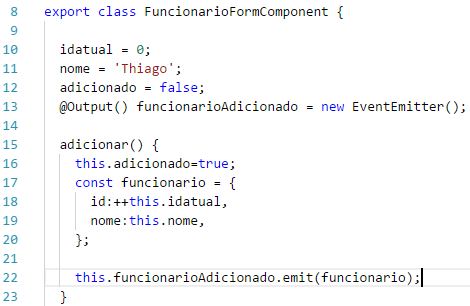 8 export class FuncionarioFormComponent {
9
10 idatual = 0;
11 nome = 'Thiago';
12 adicionado = false;
13 @Output() funcionarioAdicionado = new EventEmitter();
14
15 adicionar() {
16 this.adicionado=true;
17 const funcionario = {
18 id:++this.idatual,
19 nome:this.nome,
20 };
21
22 this.funcionarioAdicionado.emit(funcionario);
23 }